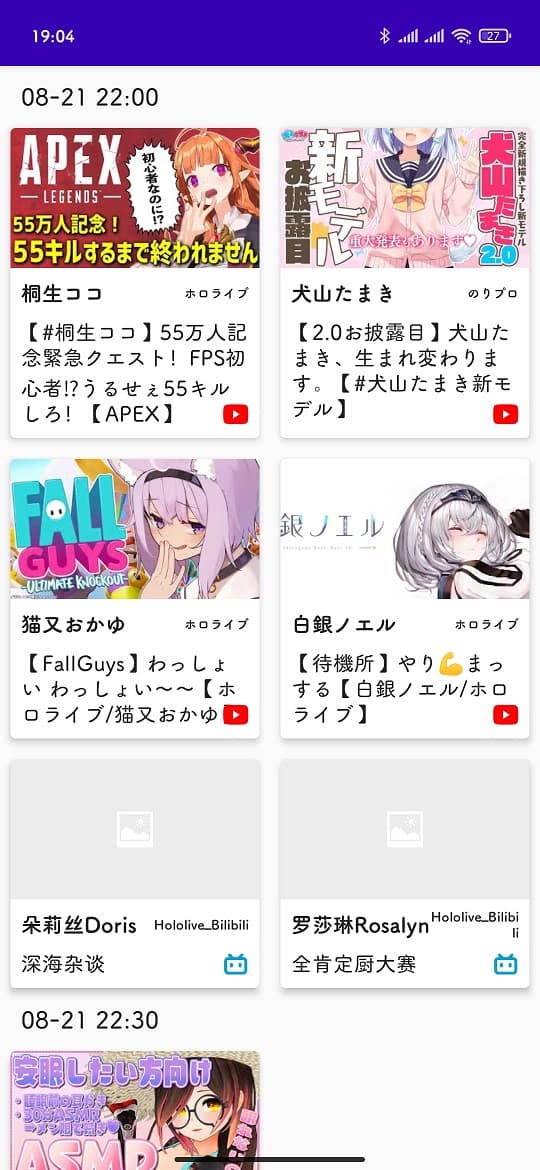 19:04
27
08-21 22:00
APEX
LEGENDS
初心者なのに!?
55万人記念！
55キルするまで終われません
桐生ココ
ホロライブ
【#桐生ココ】55万人記
念緊急クエスト！FPS初
心者!?うるせぇ55キル
しろ！【APEX】
新モデル
お披露目
重大発表もあります♡
完全新規描き下ろし新モデル
犬山たまき
2.0
犬山たまき
のりプロ
【2.0お披露目】犬山た
まき、生まれ変わりま
す。【#犬山たまき新モ
デル】
FALL
GUYS
ULTIMATE KNOCKOUT
猫又おかゆ
ホロライブ
【FallGuys】わっしょ
い わっしょい～～【ホ
ロライブ/猫又おかゆ
銀ノエル
白銀ノエル
ホロライブ
【待機所】やり💪まっ
する【白銀ノエル/ホロ
ライブ】
朵莉丝Doris
Hololive_Bilibili
深海杂谈
罗莎琳Rosalyn
Hololive_Bilibi
li
全肯定厨大赛
08-21 22:30
安眠したい方向け
ASMR